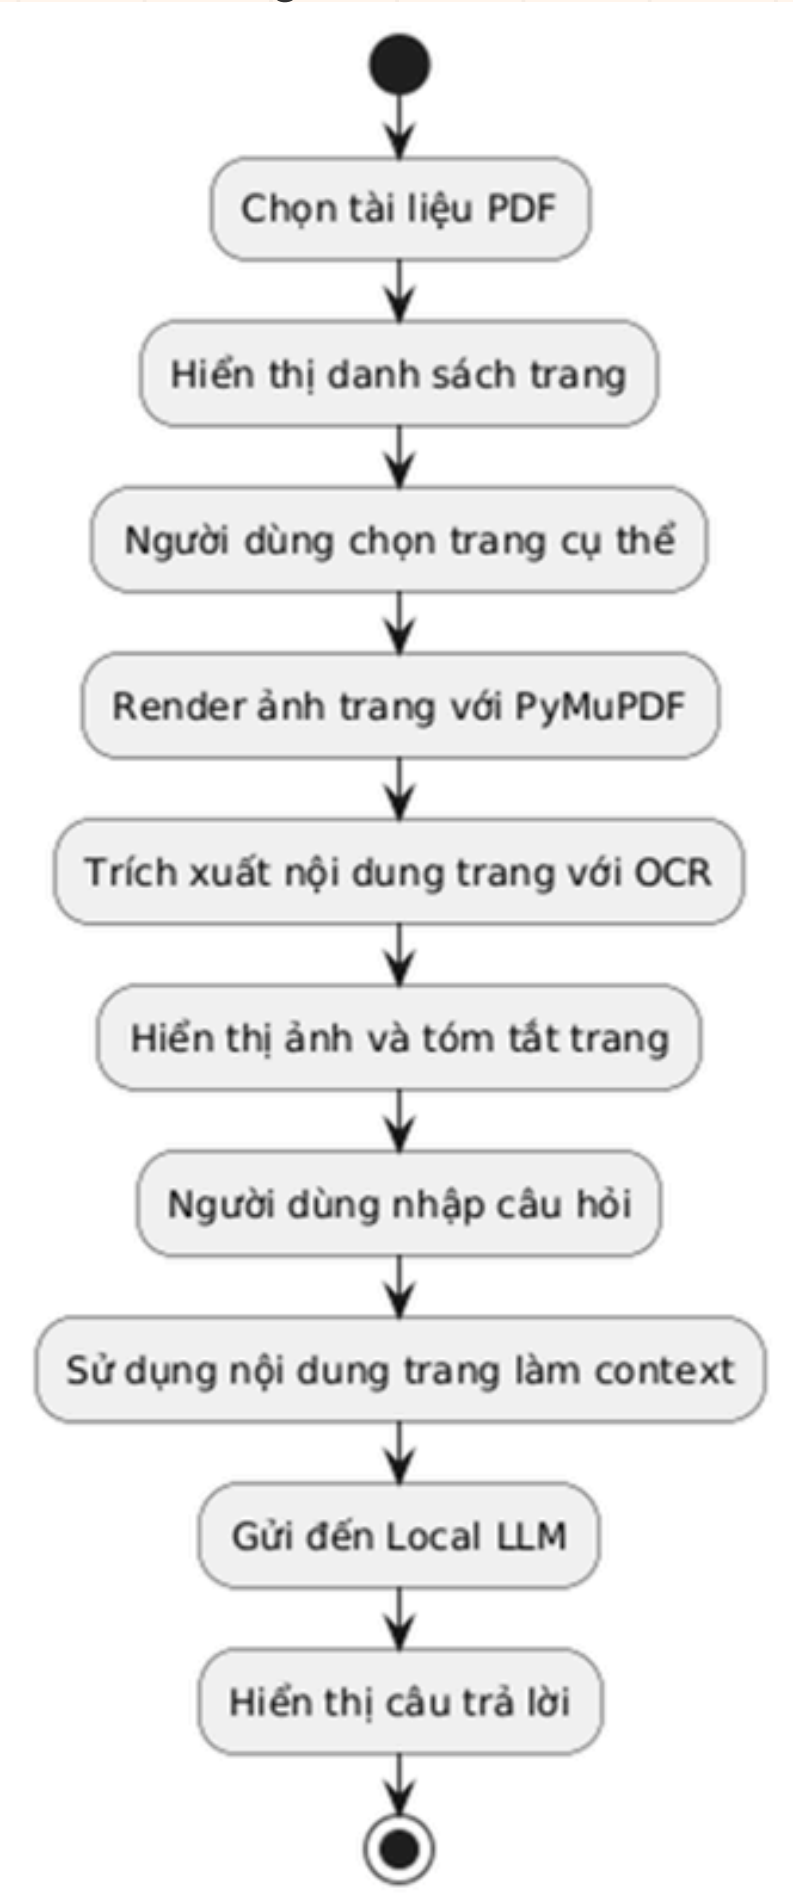 Chọn tài liệu PDF
Hiển thị danh sách trang
Người dùng chọn trang cụ thể
Render ảnh trang với PyMuPDF
Trích xuất nội dung trang với OCR
Hiển thị ảnh và tóm tắt trang
Người dùng nhập câu hỏi
Sử dụng nội dung trang làm context
Gửi đến Local LLM
Hiển thị câu trả lời